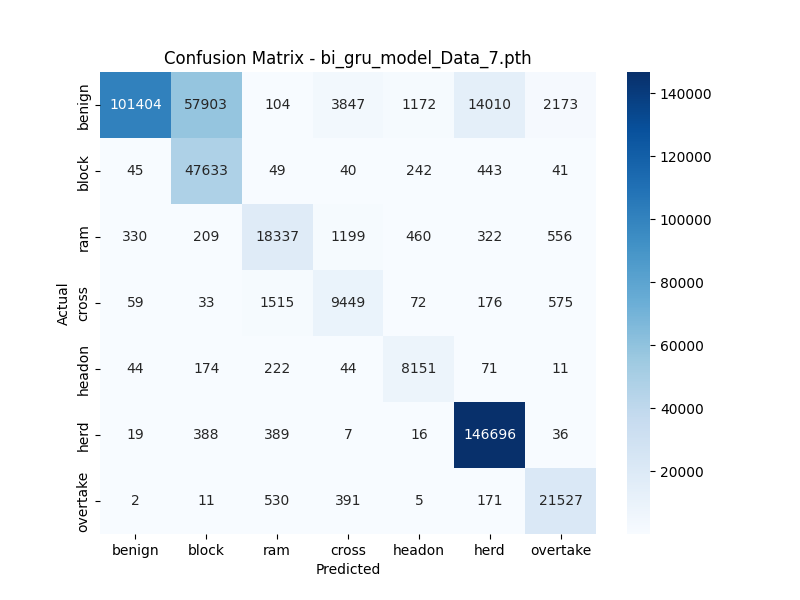 Confusion Matrix - bi_gru_model_Data_7.pth
benign 101404 57903 104 3847 1172 14010 2173
block 45 47633 49 40 242 443 41
ram 330 209 18337 1199 460 322 556
cross 59 33 1515 9449 72 176 575
headon 44 174 222 44 8151 71 11
herd 19 388 389 7 16 146696 36
overtake 2 11 530 391 5 171 21527
benign block ram cross headon herd overtake
Predicted
Actual
140000
120000
100000
80000
60000
40000
20000